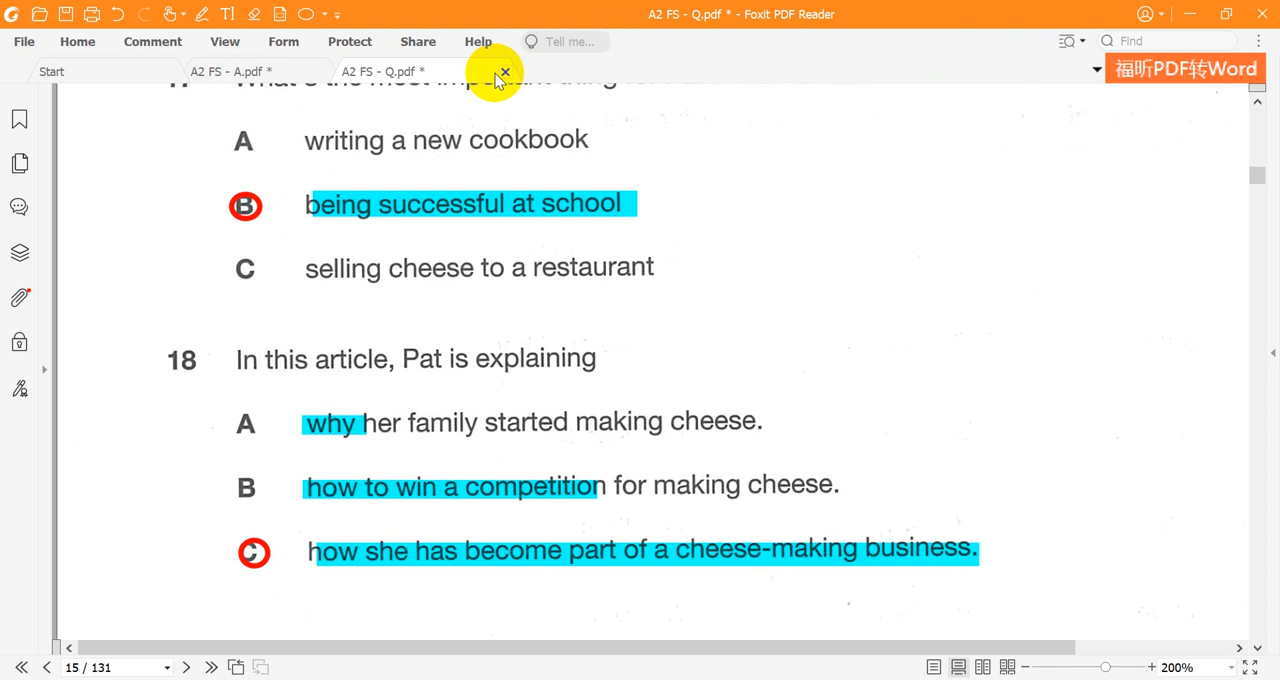 A2 FS - Q.pdf * - Foxit PDF Reader
File Home Comment View Form Protect Share Help Tell me... Find
Start A2 FS - A.pdf * A2 FS - Q.pdf * 福昕PDF转Word
A writing a new cookbook
B being successful at school
C selling cheese to a restaurant
18 In this article, Pat is explaining
A why her family started making cheese.
B how to win a competition for making cheese.
C how she has become part of a cheese-making business.
15 / 131 200%